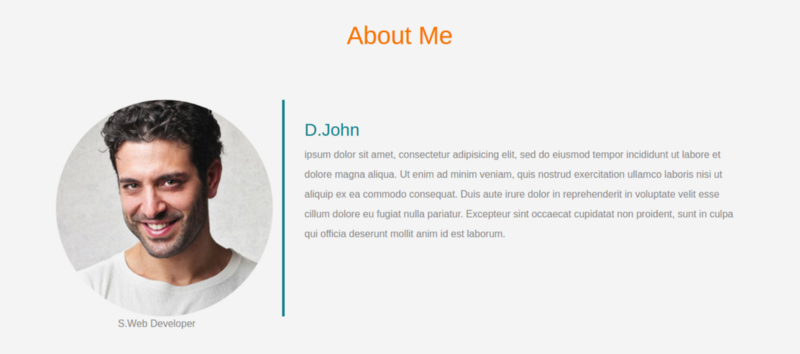 About Me
D.John
ipsum dolor sit amet, consectetur adipisicing elit, sed do eiusmod tempor incididunt ut labore et
dolore magna aliqua. Ut enim ad minim veniam, quis nostrud exercitation ullamco laboris nisi ut
aliquip ex ea commodo consequat. Duis aute irure dolor in reprehenderit in voluptate velit esse
cillum dolore eu fugiat nulla pariatur. Excepteur sint occaecat cupidatat non proident, sunt in culpa
qui officia deserunt mollit anim id est laborum.
S.Web Developer